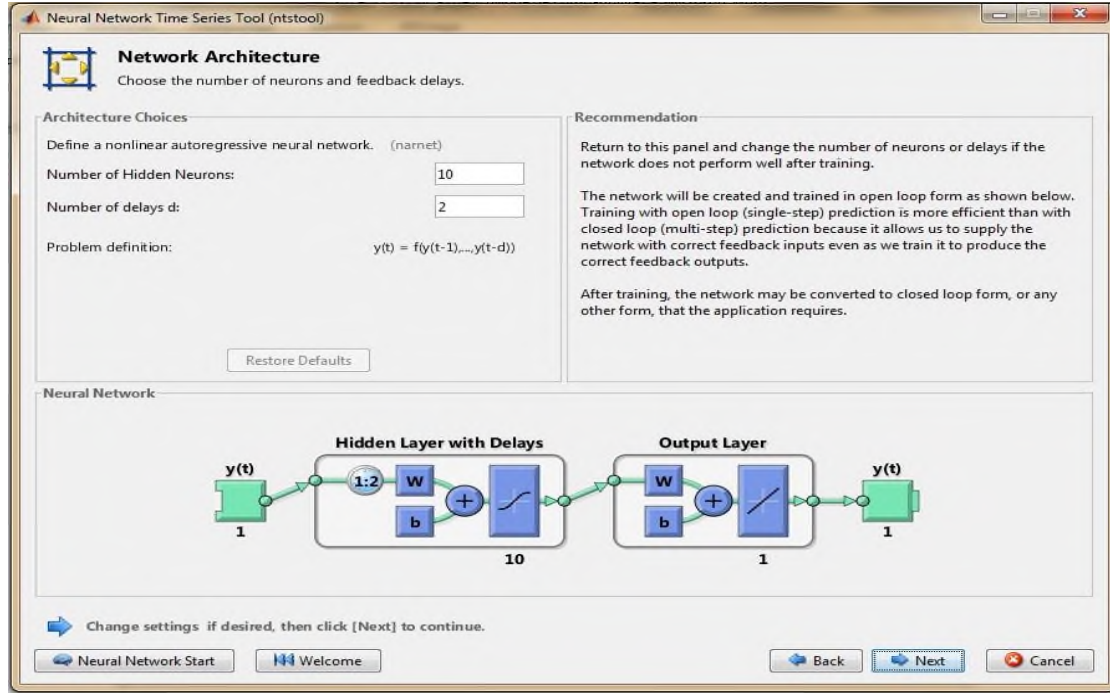 Neural Network Time Series Tool (ntstool)
Network Architecture
Choose the number of neurons and feedback delays.
Architecture Choices
Define a nonlinear autoregressive neural network. (narnet)
Number of Hidden Neurons: 10
Number of delays d: 2
Problem definition: y(t) = f(y(t-1),...,y(t-d))
Restore Defaults
Recommendation
Return to this panel and change the number of neurons or delays if the
network does not perform well after training.
The network will be created and trained in open loop form as shown below.
Training with open loop (single-step) prediction is more efficient than with
closed loop (multi-step) prediction because it allows us to supply the
network with correct feedback inputs even as we train it to produce the
correct feedback outputs.
After training, the network may be converted to closed loop form, or any
other form, that the application requires.
Neural Network
Hidden Layer with Delays Output Layer
y(t) 1:2 W W y(t)
+ +
b b
1 1
10 1
Change settings if desired, then click [Next] to continue.
Neural Network Start Welcome Back Next Cancel